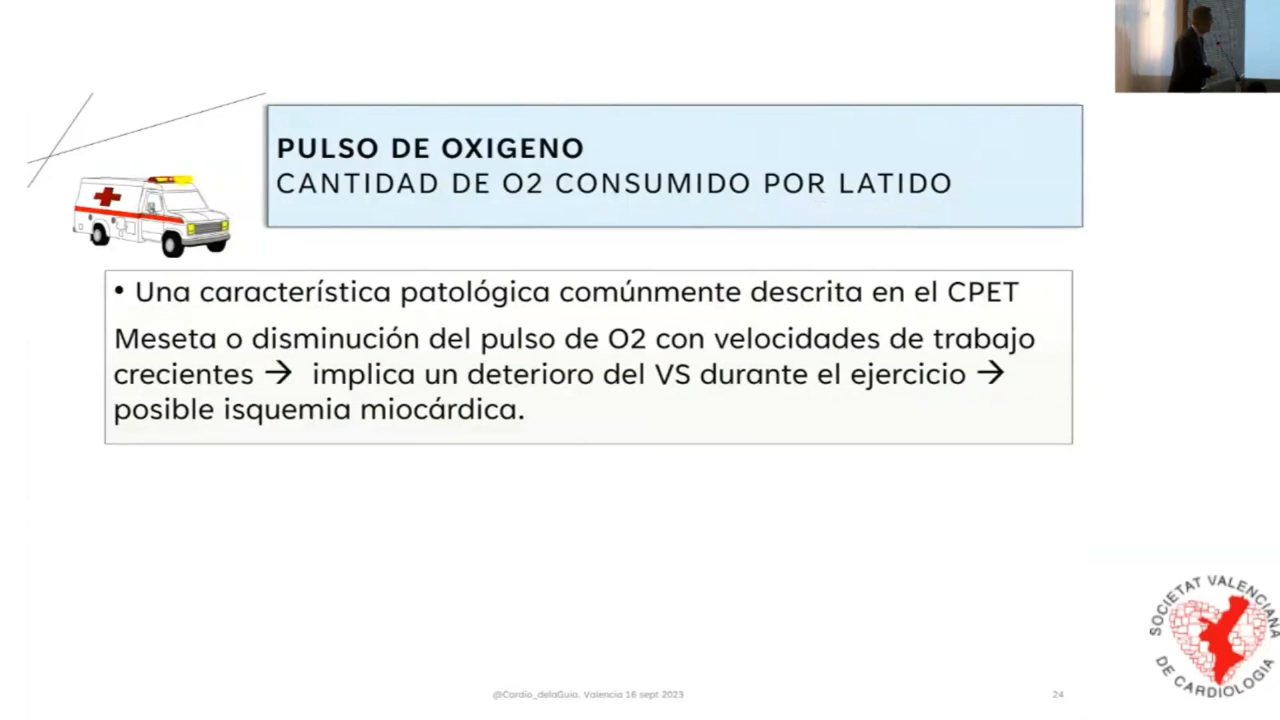 PULSO DE OXIGENO
CANTIDAD DE O2 CONSUMIDO POR LATIDO
• Una característica patológica comúnmente descrita en el CPET
Meseta o disminución del pulso de O2 con velocidades de trabajo
crecientes → implica un deterioro del VS durante el ejercicio →
posible isquemia miocárdica.
SOCIETAT VALENCIANA
DE CARDIOLOGIA
@Cardio_delaGuia. Valencia 16 sept 2023
24